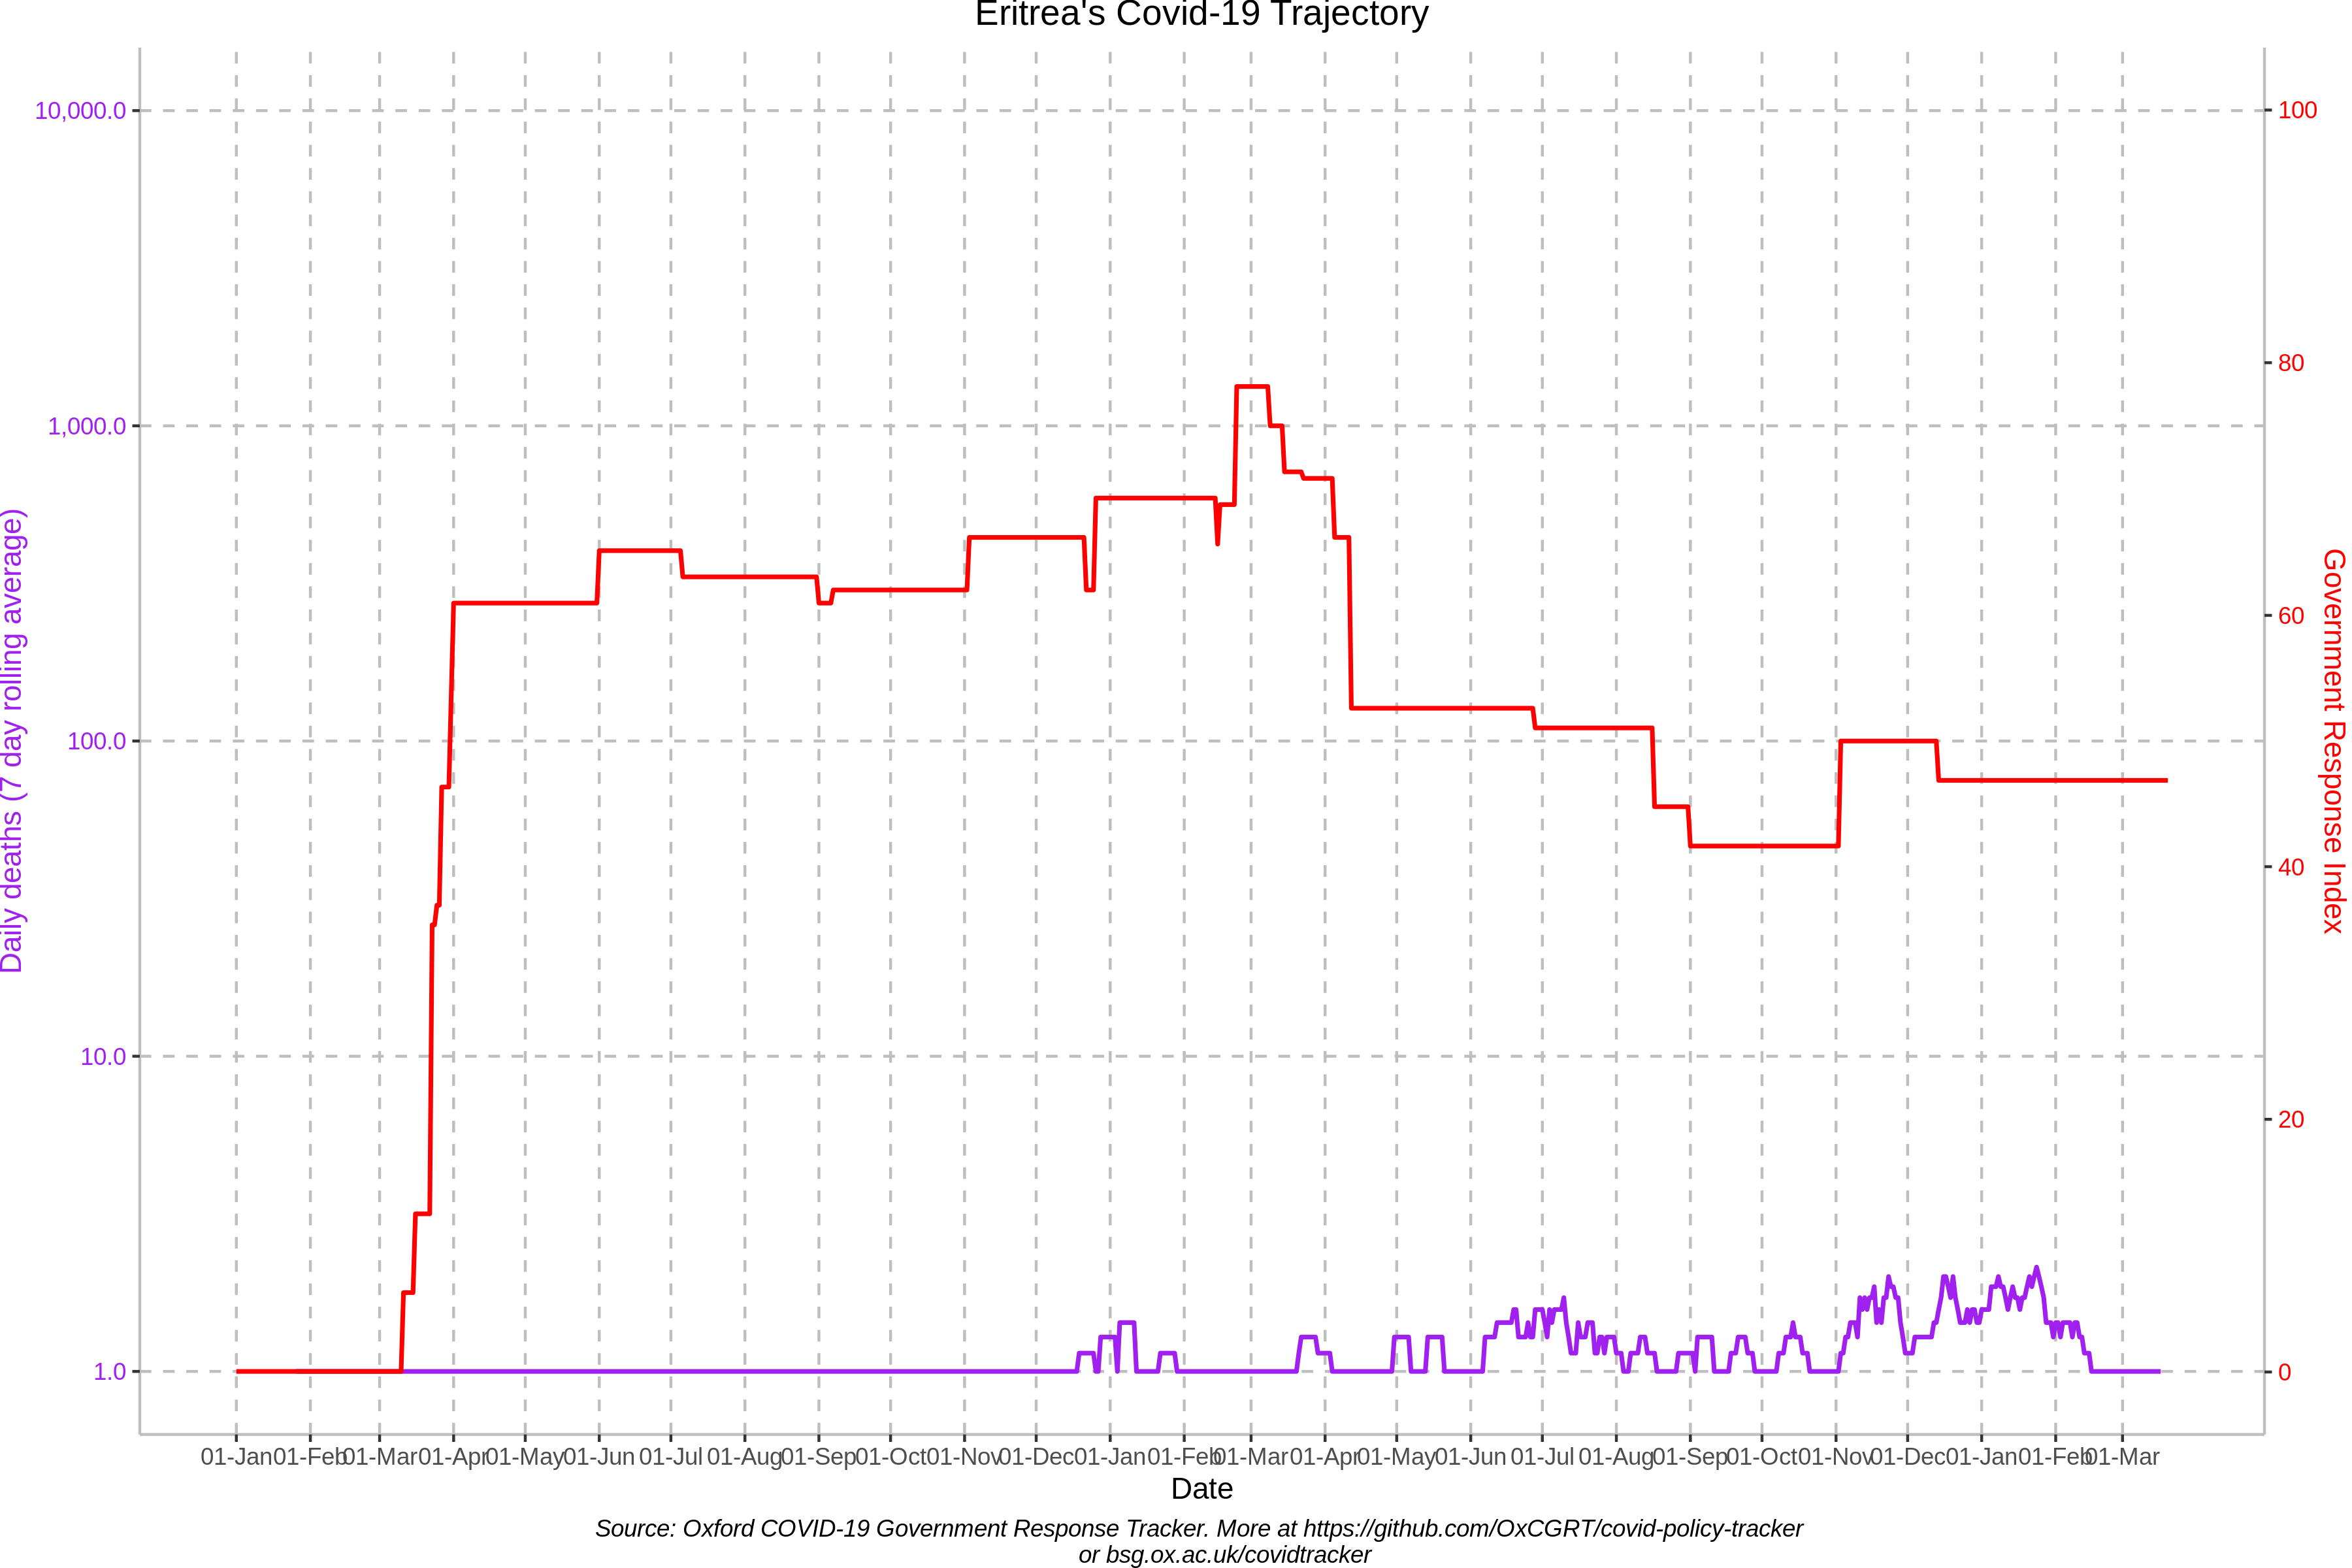 Eritrea's Covid-19 Trajectory
10,000.0
1,000.0
100.0
10.0
1.0
Daily deaths (7 day rolling average)
100
80
60
40
20
0
Government Response Index
01-Jan 01-Feb 01-Mar 01-Apr 01-May 01-Jun 01-Jul 01-Aug 01-Sep 01-Oct 01-Nov 01-Dec 01-Jan 01-Feb 01-Mar 01-Apr 01-May 01-Jun 01-Jul 01-Aug 01-Sep 01-Oct 01-Nov 01-Dec 01-Jan 01-Feb 01-Mar
Date
Source: Oxford COVID-19 Government Response Tracker. More at https://github.com/OxCGRT/covid-policy-tracker
or bsg.ox.ac.uk/covidtracker